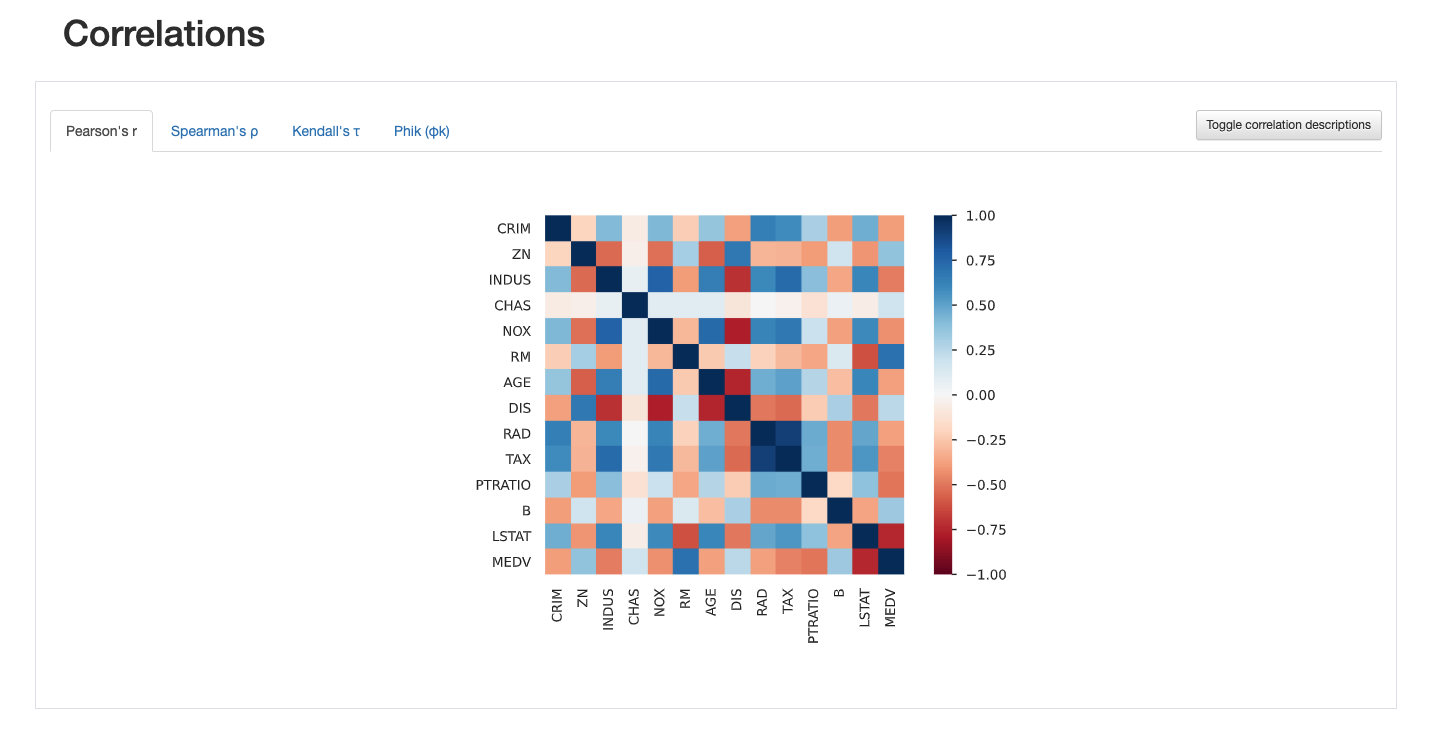 Correlations
Pearson's r
Spearman's ρ
Kendall's τ
Phik (φk)
Toggle correlation descriptions
CRIM
ZN
INDUS
CHAS
NOX
RM
AGE
DIS
RAD
TAX
PTRATIO
B
LSTAT
MEDV
CRIM
ZN
INDUS
CHAS
NOX
RM
AGE
DIS
RAD
TAX
PTRATIO
B
LSTAT
MEDV
1.00
0.75
0.50
0.25
0.00
−0.25
−0.50
−0.75
−1.00